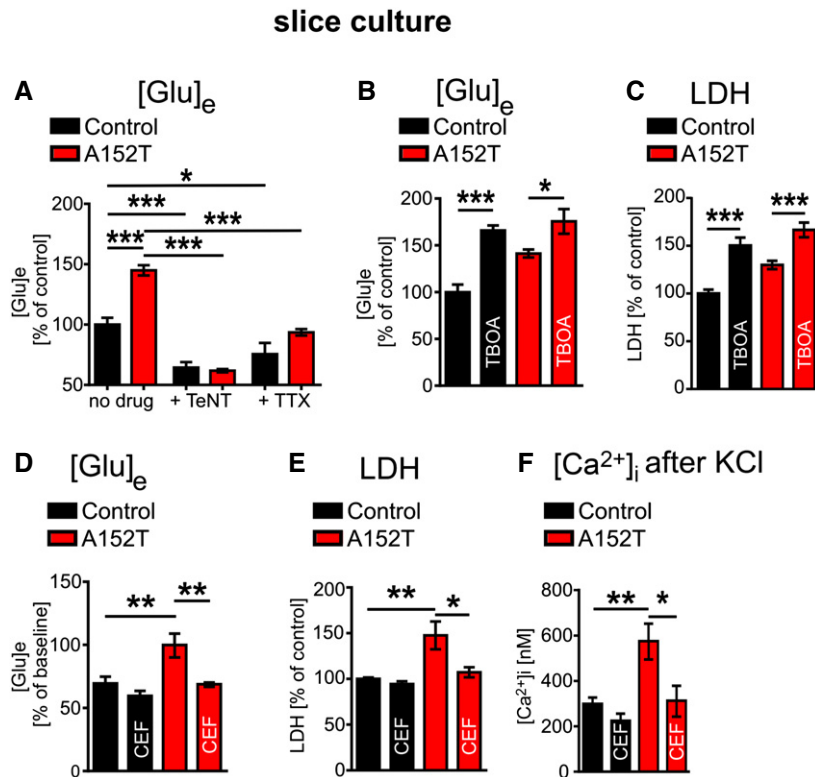 slice culture
A
[Glu]e
Control
A152T
*
***
***
***
***
200
150
100
50
[Glu]e
[% of control]
no drug
+ TeNT
+ TTX
B
[Glu]e
Control
A152T
***
*
200
150
100
50
0
[Glu]e
[% of control]
TBOA
TBOA
C
LDH
Control
A152T
***
***
200
150
100
50
0
LDH [% of control]
TBOA
TBOA
D
[Glu]e
Control
A152T
**
**
150
100
50
0
[Glu]e
[% of baseline]
CEF
CEF
E
LDH
Control
A152T
**
*
200
150
100
50
0
LDH [% of control]
CEF
CEF
F
[Ca2+]i after KCl
Control
A152T
**
*
800
600
400
200
0
[Ca2+]i [nM]
CEF
CEF